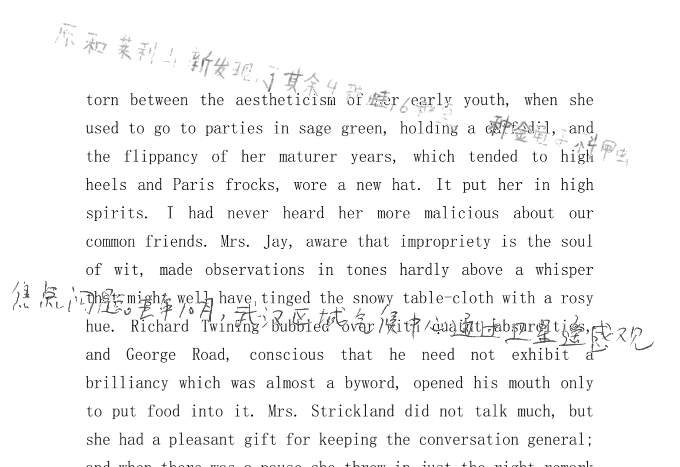 原和莱利山新发现了其余4种蜡,6种
种金龟子科甲虫
torn between the aestheticism of her early youth, when she
used to go to parties in sage green, holding a daffodil, and
the flippancy of her maturer years, which tended to high
heels and Paris frocks, wore a new hat. It put her in high
spirits. I had never heard her more malicious about our
common friends. Mrs. Jay, aware that impropriety is the soul
of wit, made observations in tones hardly above a whisper
that might well have tinged the snowy table-cloth with a rosy
焦点问题。去年10月,武汉区域气候中心通过卫星遥感观
hue. Richard Twining bubbled over with quaint absurdities,
and George Road, conscious that he need not exhibit a
brilliancy which was almost a byword, opened his mouth only
to put food into it. Mrs. Strickland did not talk much, but
she had a pleasant gift for keeping the conversation general;
and when there was a pause she threw in just the right remark